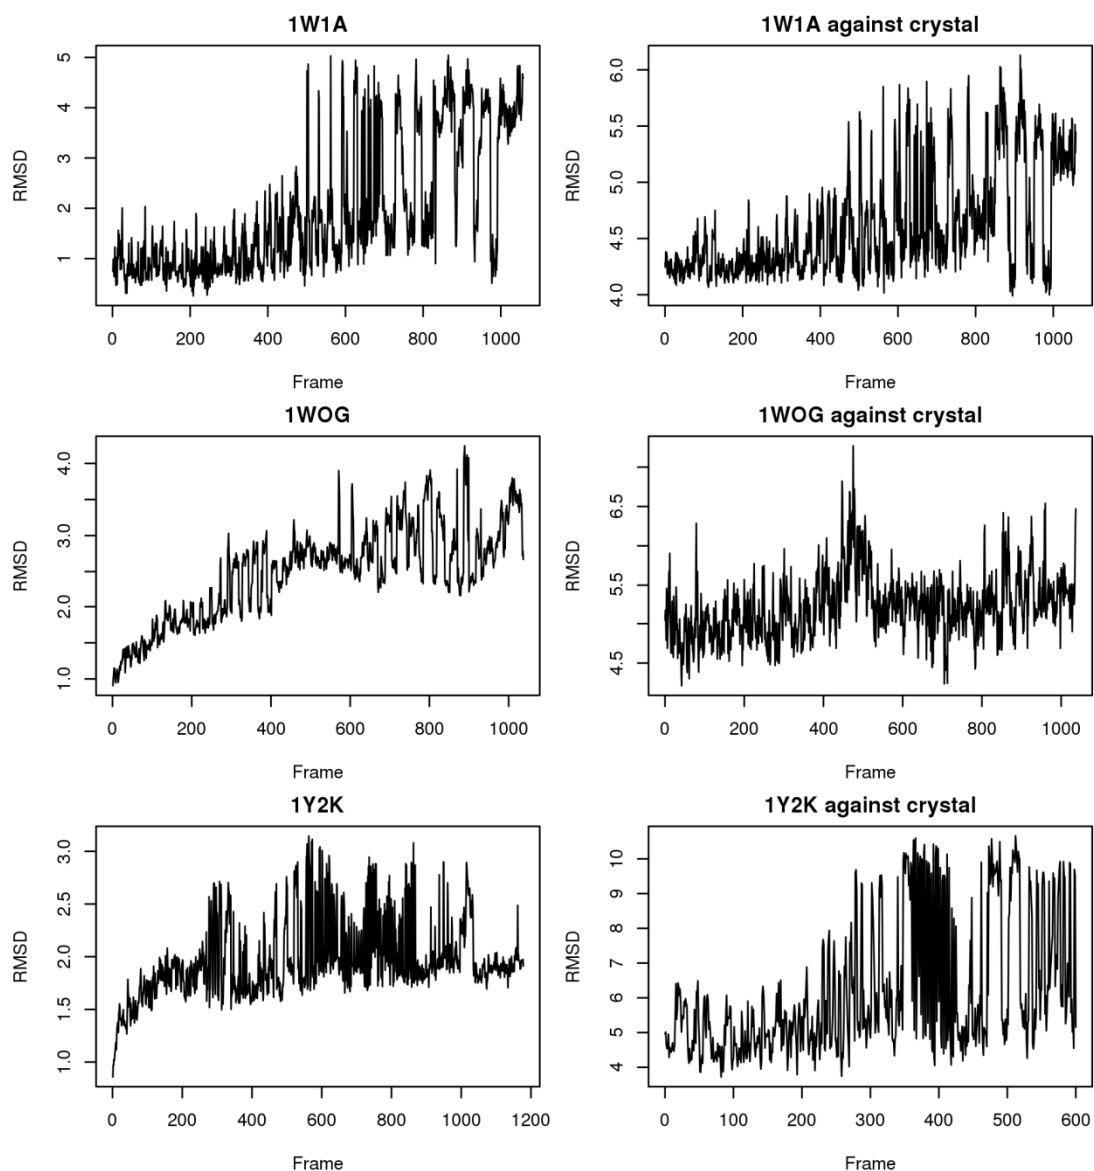 1W1A
RMSD
5
4
3
2
1
0 200 400 600 800 1000
Frame
1W1A against crystal
RMSD
6.0
5.5
5.0
4.5
4.0
0 200 400 600 800 1000
Frame
1WOG
RMSD
4.0
3.0
2.0
1.0
0 200 400 600 800 1000
Frame
1WOG against crystal
RMSD
6.5
5.5
4.5
0 200 400 600 800 1000
Frame
1Y2K
RMSD
3.0
2.5
2.0
1.5
1.0
0 200 400 600 800 1000 1200
Frame
1Y2K against crystal
RMSD
10
9
8
7
6
5
4
0 100 200 300 400 500 600
Frame